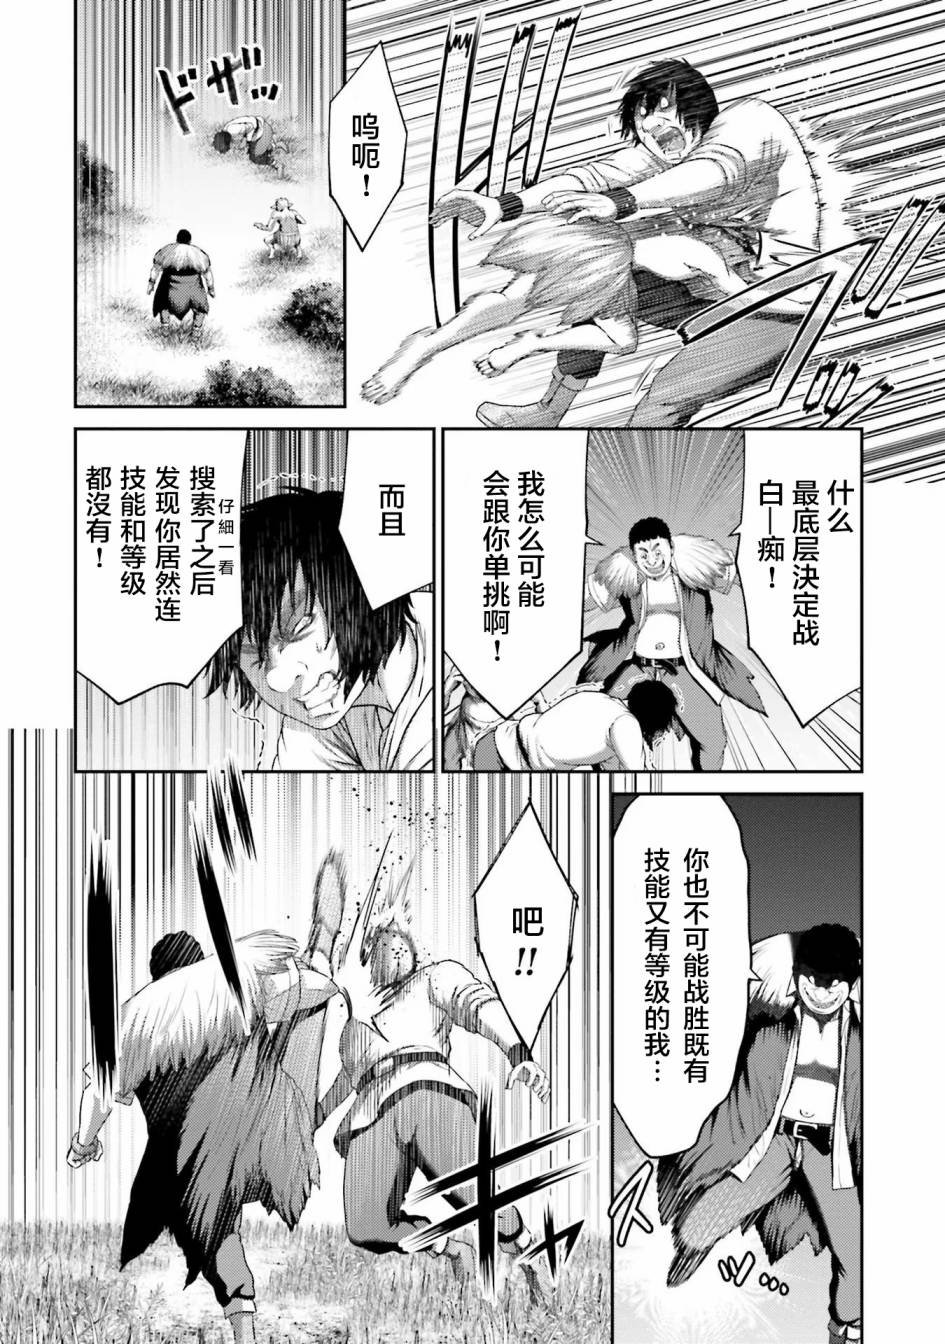 呜呃！
ドザッ
什么
最底层决定战
白—痴！
我怎么可能
会跟你单挑啊！
而且
仔細一看
搜索了之后
发现你居然连
技能和等级
都沒有！
你也不可能战胜既有
技能又有等级的我…
吧!!